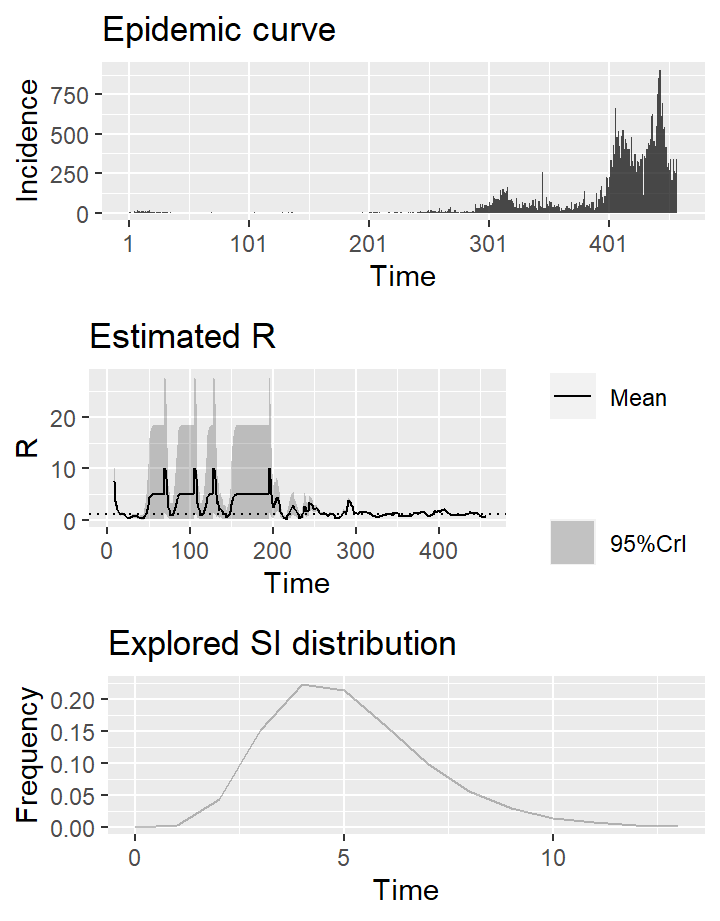 Epidemic curve
Incidence
750
500
250
0
1 101 201 301 401
Time
Estimated R
R
20
10
0
0 100 200 300 400
Time
Mean
95%CrI
Explored SI distribution
Frequency
0.20
0.15
0.10
0.05
0.00
0 5 10
Time